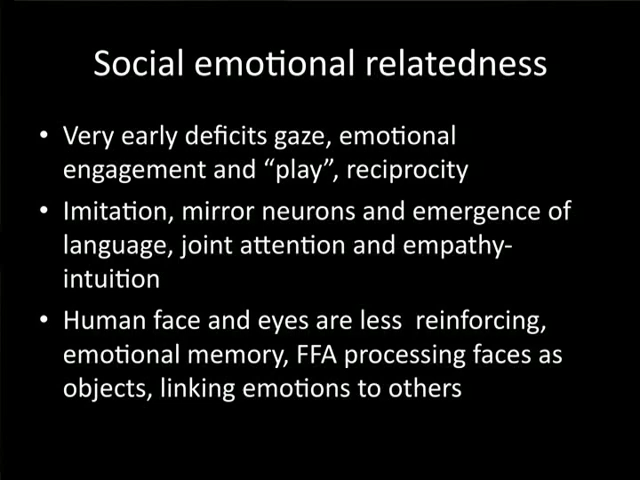 Social emotional relatedness
• Very early deficits gaze, emotional
engagement and “play”, reciprocity
• Imitation, mirror neurons and emergence of
language, joint attention and empathy-
intuition
• Human face and eyes are less  reinforcing,
emotional memory, FFA processing faces as
objects, linking emotions to others